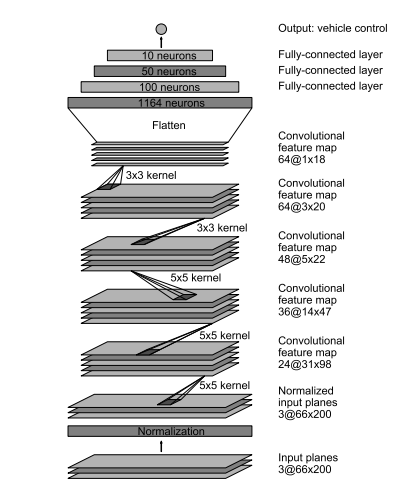 Output: vehicle control
10 neurons
Fully-connected layer
50 neurons
Fully-connected layer
100 neurons
Fully-connected layer
1164 neurons
Flatten
Convolutional
feature map
64@1x18
3x3 kernel
Convolutional
feature map
64@3x20
3x3 kernel
Convolutional
feature map
48@5x22
5x5 kernel
Convolutional
feature map
36@14x47
5x5 kernel
Convolutional
feature map
24@31x98
5x5 kernel
Normalized
input planes
3@66x200
Normalization
Input planes
3@66x200